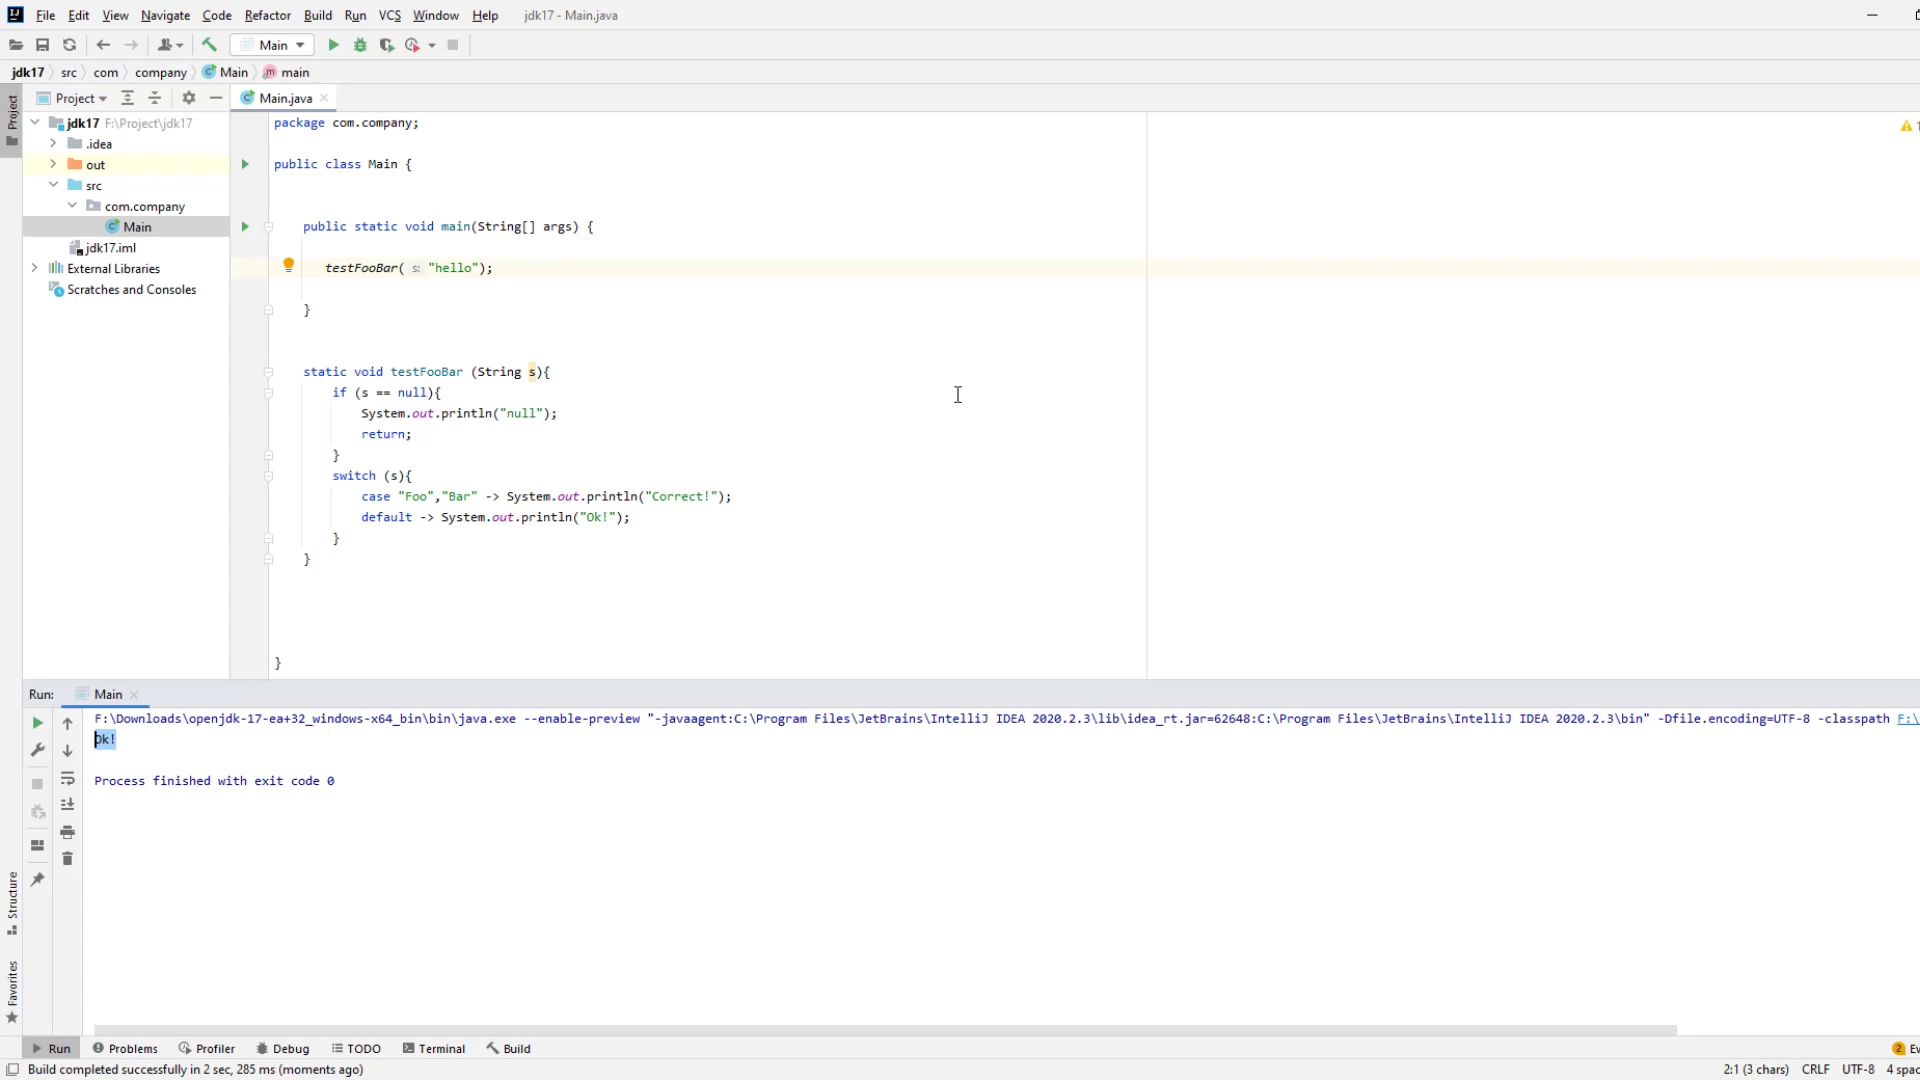 File Edit View Navigate Code Refactor Build Run VCS Window Help jdk17 - Main.java
Main
jdk17 src com company Main main
Project Main.java
Project
jdk17 F:\Project\jdk17
.idea
out
src
com.company
Main
jdk17.iml
External Libraries
Scratches and Consoles
package com.company;
public class Main {
public static void main(String[] args) {
testFooBar( s: "hello");
}
static void testFooBar (String s){
if (s == null){
System.out.println("null");
return;
}
switch (s){
case "Foo","Bar" -> System.out.println("Correct!");
default -> System.out.println("Ok!");
}
}
}
1
Run: Main
F:\Downloads\openjdk-17-ea+32_windows-x64_bin\bin\java.exe --enable-preview "-javaagent:C:\Program Files\JetBrains\IntelliJ IDEA 2020.2.3\lib\idea_rt.jar=62648:C:\Program Files\JetBrains\IntelliJ IDEA 2020.2.3\bin" -Dfile.encoding=UTF-8 -classpath F:\
Ok!
Process finished with exit code 0
Structure
Favorites
Run Problems Profiler Debug TODO Terminal Build 2 Ev
Build completed successfully in 2 sec, 285 ms (moments ago) 2:1 (3 chars) CRLF UTF-8 4 spac